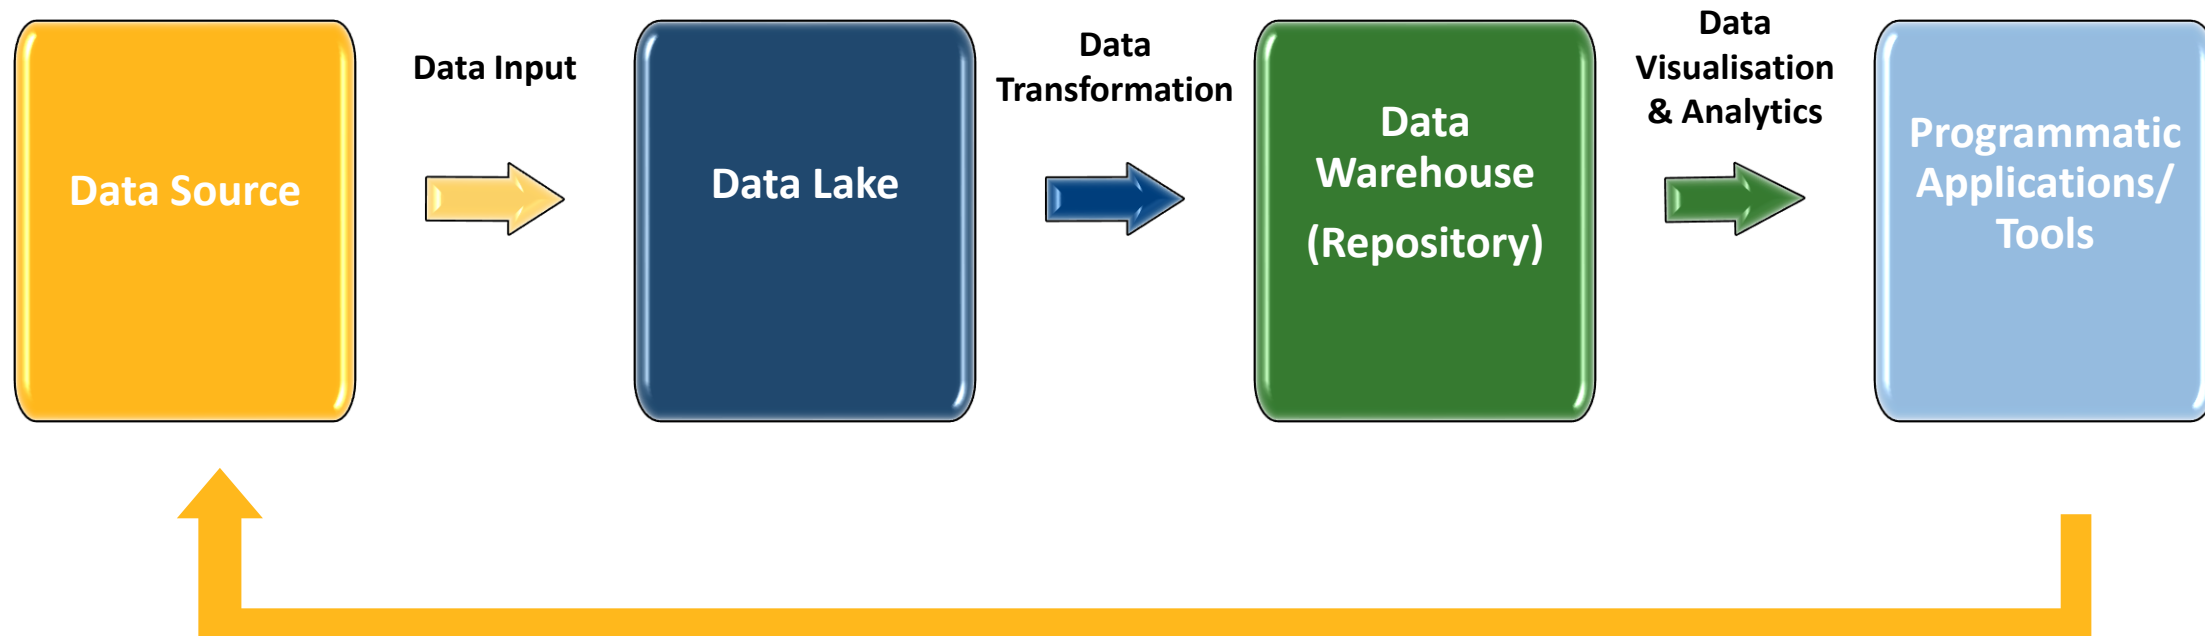 Data Source
Data Input
Data Lake
Data
Transformation
Data
Warehouse
(Repository)
Data
Visualisation
& Analytics
Programmatic
Applications/
Tools